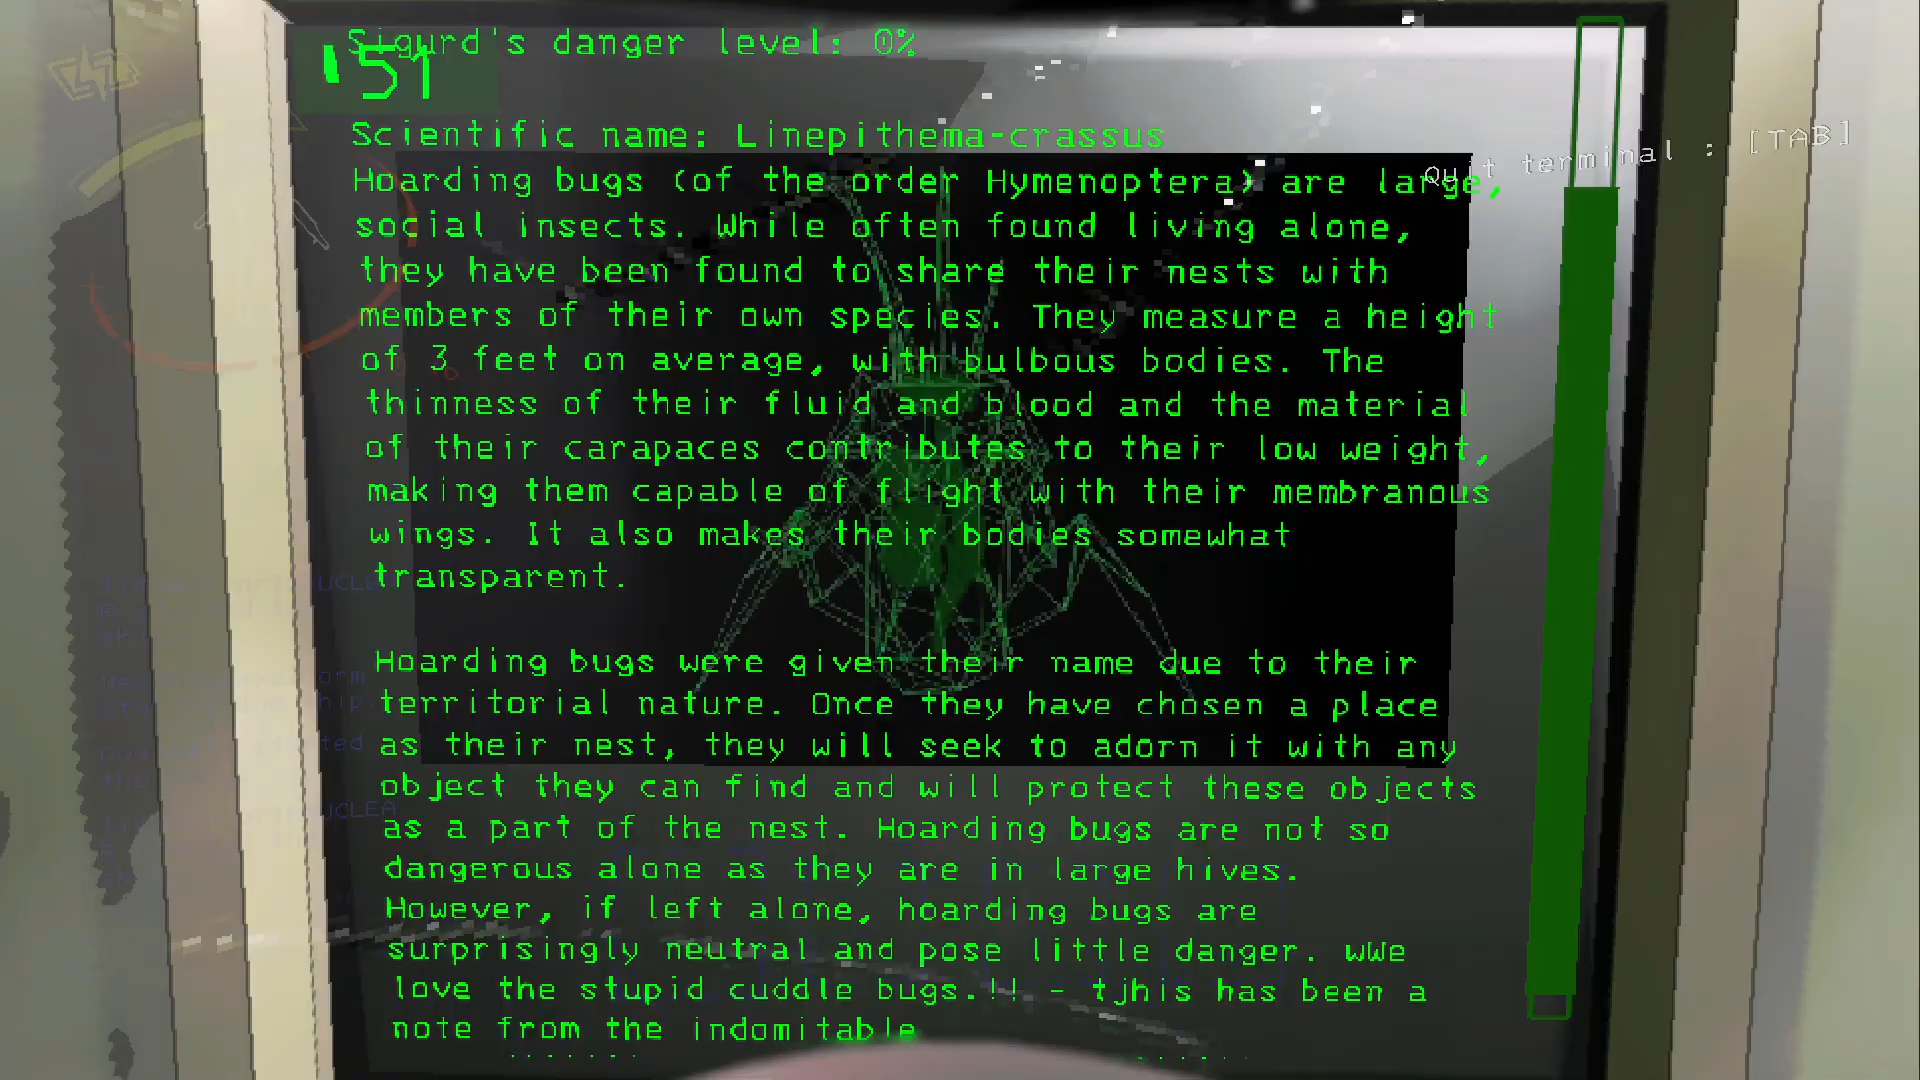 Sigurd's danger level: 0%
'51
Scientific name: Linepithema-crassus
Quit terminal : [TAB]
Hoarding bugs (of the order Hymenoptera) are large,
social insects. While often found living alone,
they have been found to share their nests with
members of their own species. They measure a height
of 3 feet on average, with bulbous bodies. The
thinness of their fluid and blood and the material
of their carapaces contributes to their low weight,
making them capable of flight with their membranous
wings. It also makes their bodies somewhat
transparent.
Hoarding bugs were given their name due to their
territorial nature. Once they have chosen a place
as their nest, they will seek to adorn it with any
object they can find and will protect these objects
as a part of the nest. Hoarding bugs are not so
dangerous alone as they are in large hives.
However, if left alone, hoarding bugs are
surprisingly neutral and pose little danger. wWe
love the stupid cuddle bugs.!! - tjhis has been a
note from the indomitable